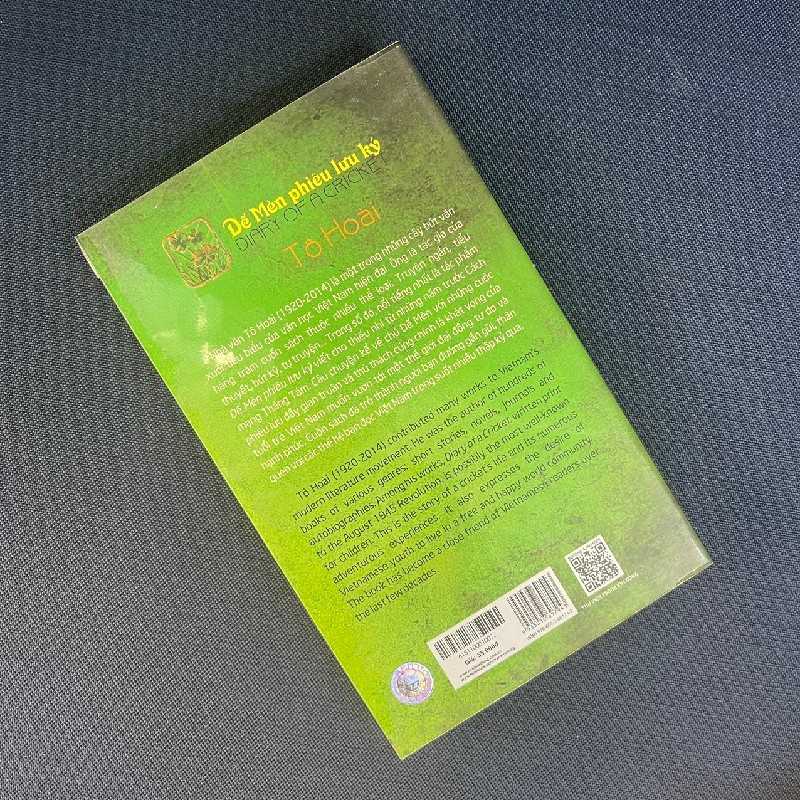 Dế Mèn phiêu lưu ký
DIARY OF A CRICKET
Tô Hoài
văn Tô Hoài (1920-2014) là một trong những cây bút văn
xuôi tiêu biểu của văn học Việt Nam hiện đại. Ông là tác giả của
hàng trăm cuốn sách thuộc nhiều thể loại: Truyện ngắn, tiểu
thuyết, bút ký, tự truyện... Trong số đó, nổi tiếng nhất là tác phẩm
Dế Mèn phiêu lưu ký viết cho thiếu nhi từ những năm trước Cách
mạng Tháng Tám. Câu chuyện kể về chú Dế Mèn với những cuộc
phiêu lưu đầy gian truân và thử thách cũng chính là khát vọng của
tuổi trẻ Việt Nam muốn vươn tới một thế giới đại đồng tự do và
hạnh phúc. Cuốn sách đã trở thành người bạn đường gần gũi, thân
quen với các thế hệ bạn đọc Việt Nam trong suốt nhiều thập kỷ qua.
Tô Hoài (1920-2014) contributed many works to Vietnam's
modern literature movement. He was the author of hundreds of
books of various genres: short stories, novels, journals and
autobiographies. Among his works, Diary of a Cricket, written print
to the August 1945 Revolution, is possibly the most well-known
for children. This is the story of a cricket's life and its numerous
adventurous experiences. It also expresses the desire of
Vietnamese youth to live in a free and happy world community.
The book has become a close friend of Vietnamese readers over
the last few decades.